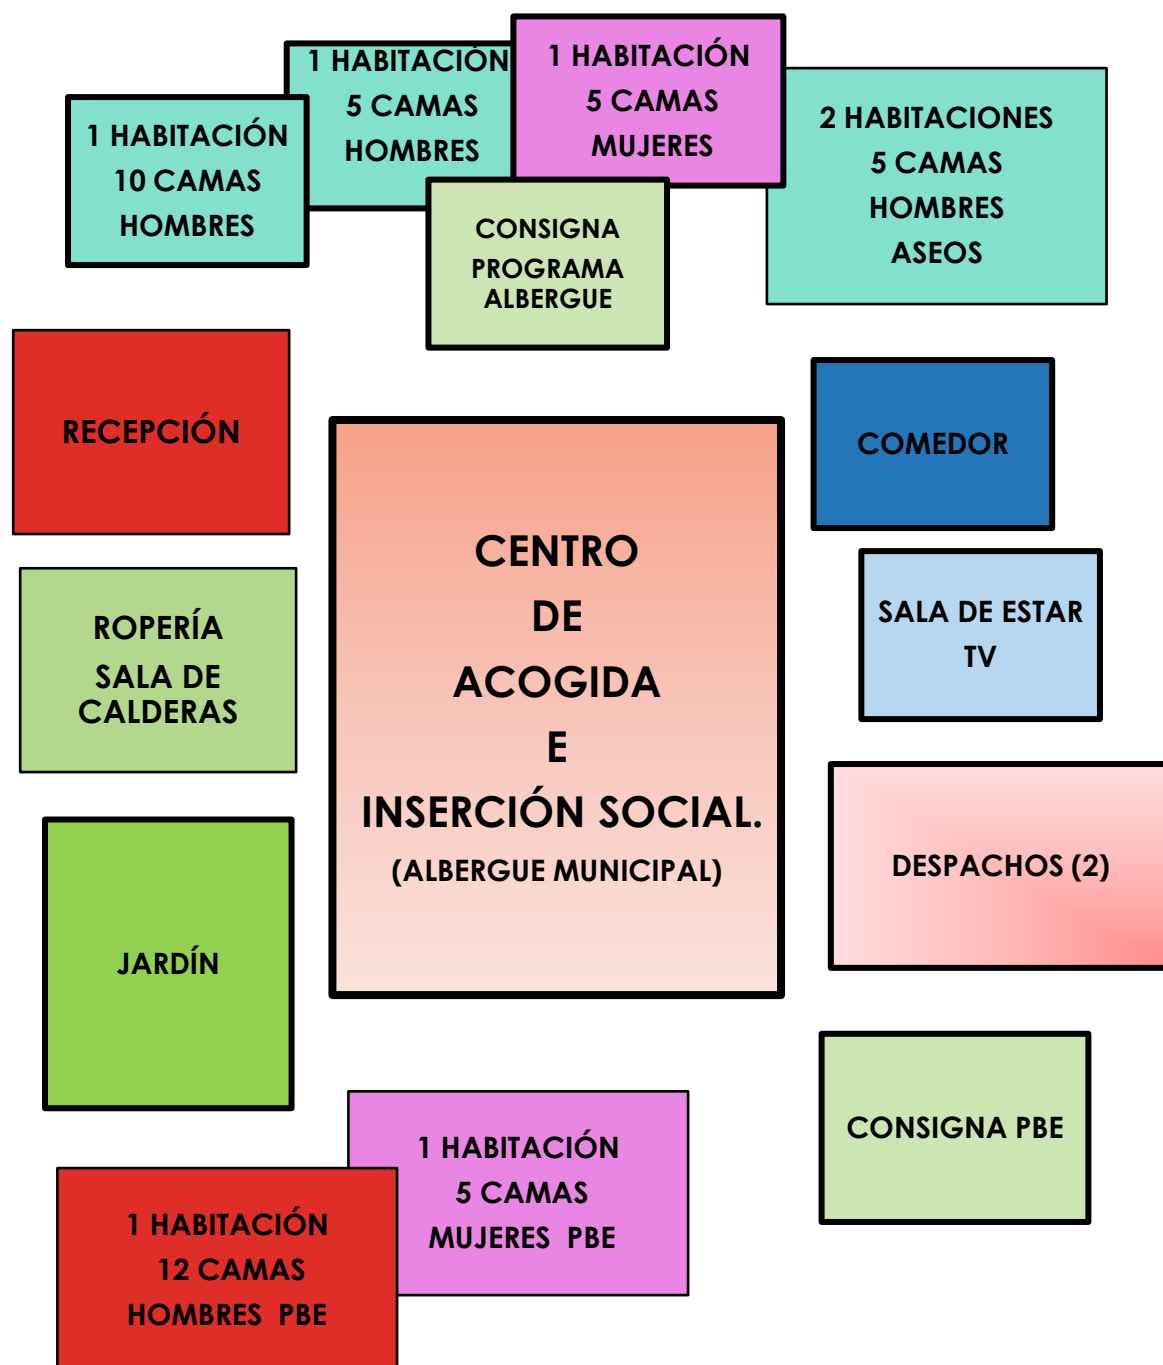 1 HABITACIÓN
10 CAMAS
HOMBRES
1 HABITACIÓN
5 CAMAS
HOMBRES
1 HABITACIÓN
5 CAMAS
MUJERES
2 HABITACIONES
5 CAMAS
HOMBRES
ASEOS
CONSIGNA
PROGRAMA
ALBERGUE
RECEPCIÓN
COMEDOR
CENTRO
DE
ACOGIDA
E
INSERCIÓN SOCIAL.
(ALBERGUE MUNICIPAL)
ROPERÍA
SALA DE
CALDERAS
SALA DE ESTAR
TV
DESPACHOS (2)
JARDÍN
CONSIGNA PBE
1 HABITACIÓN
5 CAMAS
MUJERES PBE
1 HABITACIÓN
12 CAMAS
HOMBRES PBE